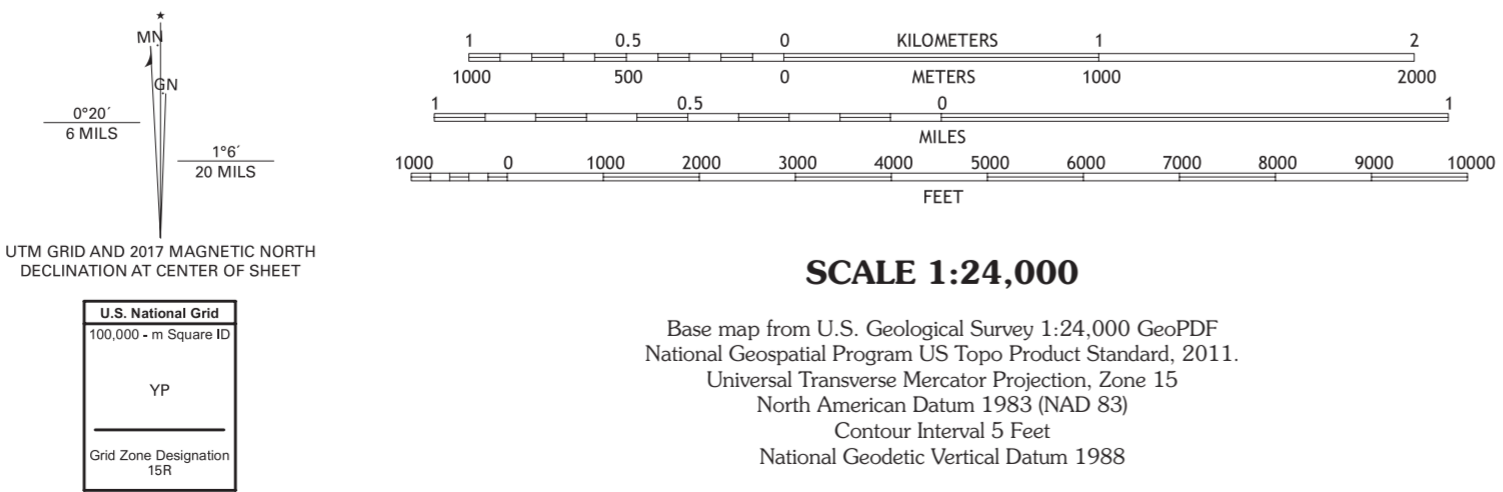 ★
MN
GN
0°20´
6 MILS
1°6´
20 MILS
UTM GRID AND 2017 MAGNETIC NORTH
DECLINATION AT CENTER OF SHEET
U.S. National Grid
100,000 - m Square ID
YP
Grid Zone Designation
15R
1 0.5 0 KILOMETERS 1 2
1000 500 0 METERS 1000 2000
1 0.5 0 1
MILES
1000 0 1000 2000 3000 4000 5000 6000 7000 8000 9000 10000
FEET
SCALE 1:24,000
Base map from U.S. Geological Survey 1:24,000 GeoPDF
National Geospatial Program US Topo Product Standard, 2011.
Universal Transverse Mercator Projection, Zone 15
North American Datum 1983 (NAD 83)
Contour Interval 5 Feet
National Geodetic Vertical Datum 1988